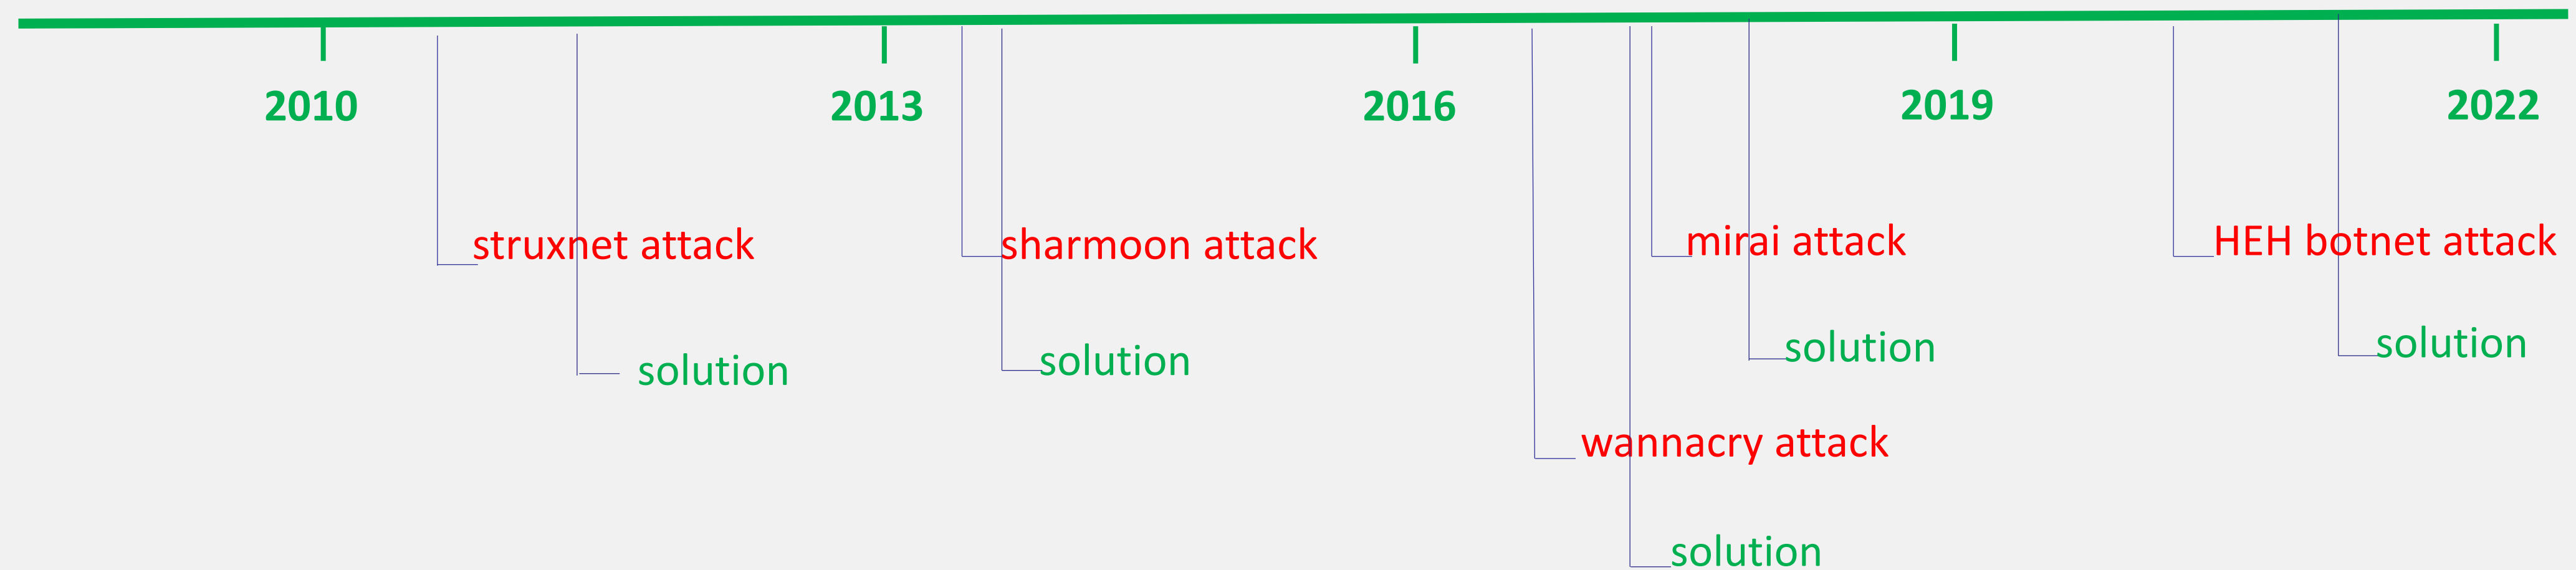 2010
2013
2016
2019
2022
struxnet attack
sharmoon attack
mirai attack
HEH botnet attack
solution
solution
solution
solution
wannacry attack
solution